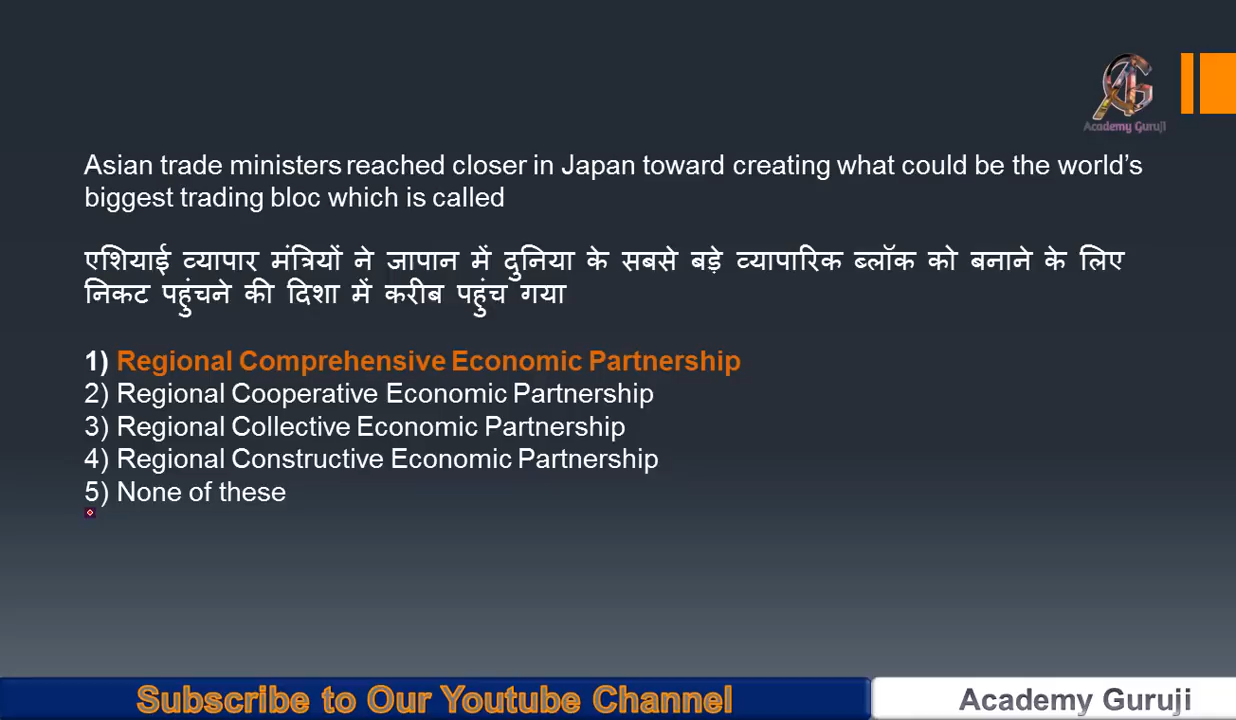 Academy Guruji
Asian trade ministers reached closer in Japan toward creating what could be the world’s
biggest trading bloc which is called
एशियाई व्यापार मंत्रियों ने जापान में दुनिया के सबसे बड़े व्यापारिक ब्लॉक को बनाने के लिए
निकट पहुंचने की दिशा में करीब पहुंच गया
1) Regional Comprehensive Economic Partnership
2) Regional Cooperative Economic Partnership
3) Regional Collective Economic Partnership
4) Regional Constructive Economic Partnership
5) None of these
Subscribe to Our Youtube Channel
Academy Guruji